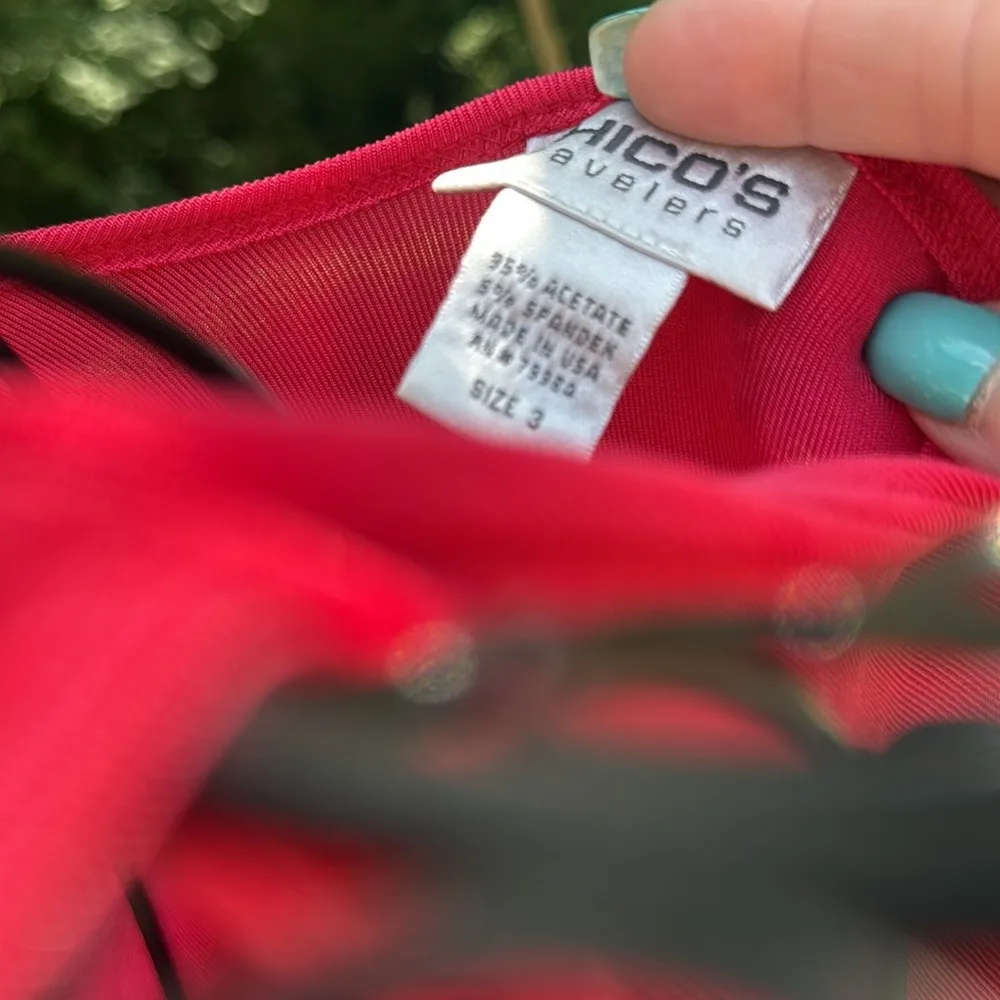 HICO'S
avelers
95% ACETATE
5% SPANDEX
MADE IN USA
SIZE 3